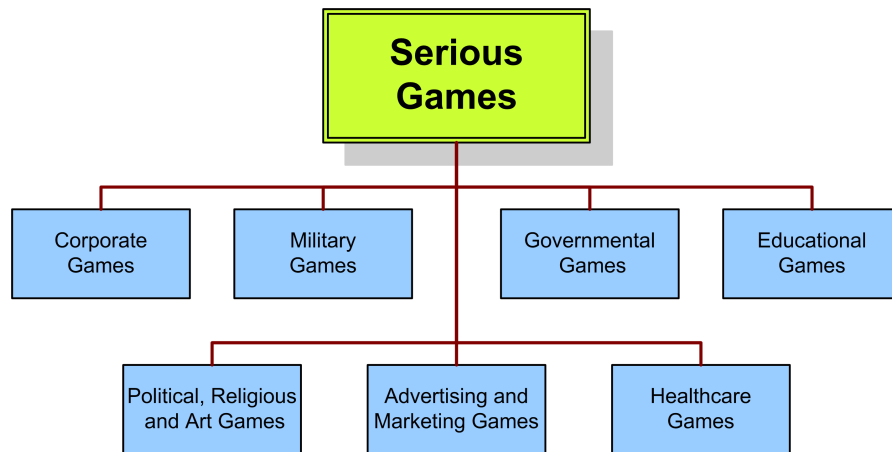 Serious
Games
Corporate
Games
Military
Games
Governmental
Games
Educational
Games
Political, Religious
and Art Games
Advertising and
Marketing Games
Healthcare
Games